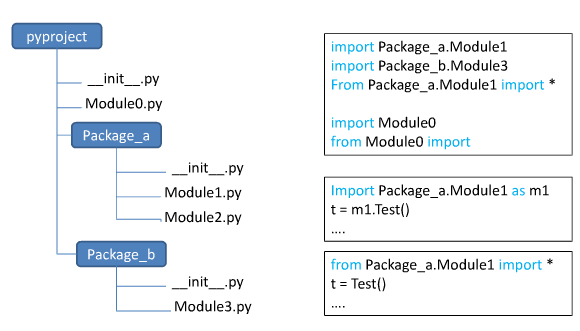 pyproject
__init__.py
Module0.py
Package_a
__init__.py
Module1.py
Module2.py
Package_b
__init__.py
Module3.py
import Package_a.Module1
import Package_b.Module3
From Package_a.Module1 import *
import Module0
from Module0 import
Import Package_a.Module1 as m1
t = m1.Test()
....
from Package_a.Module1 import *
t = Test()
....